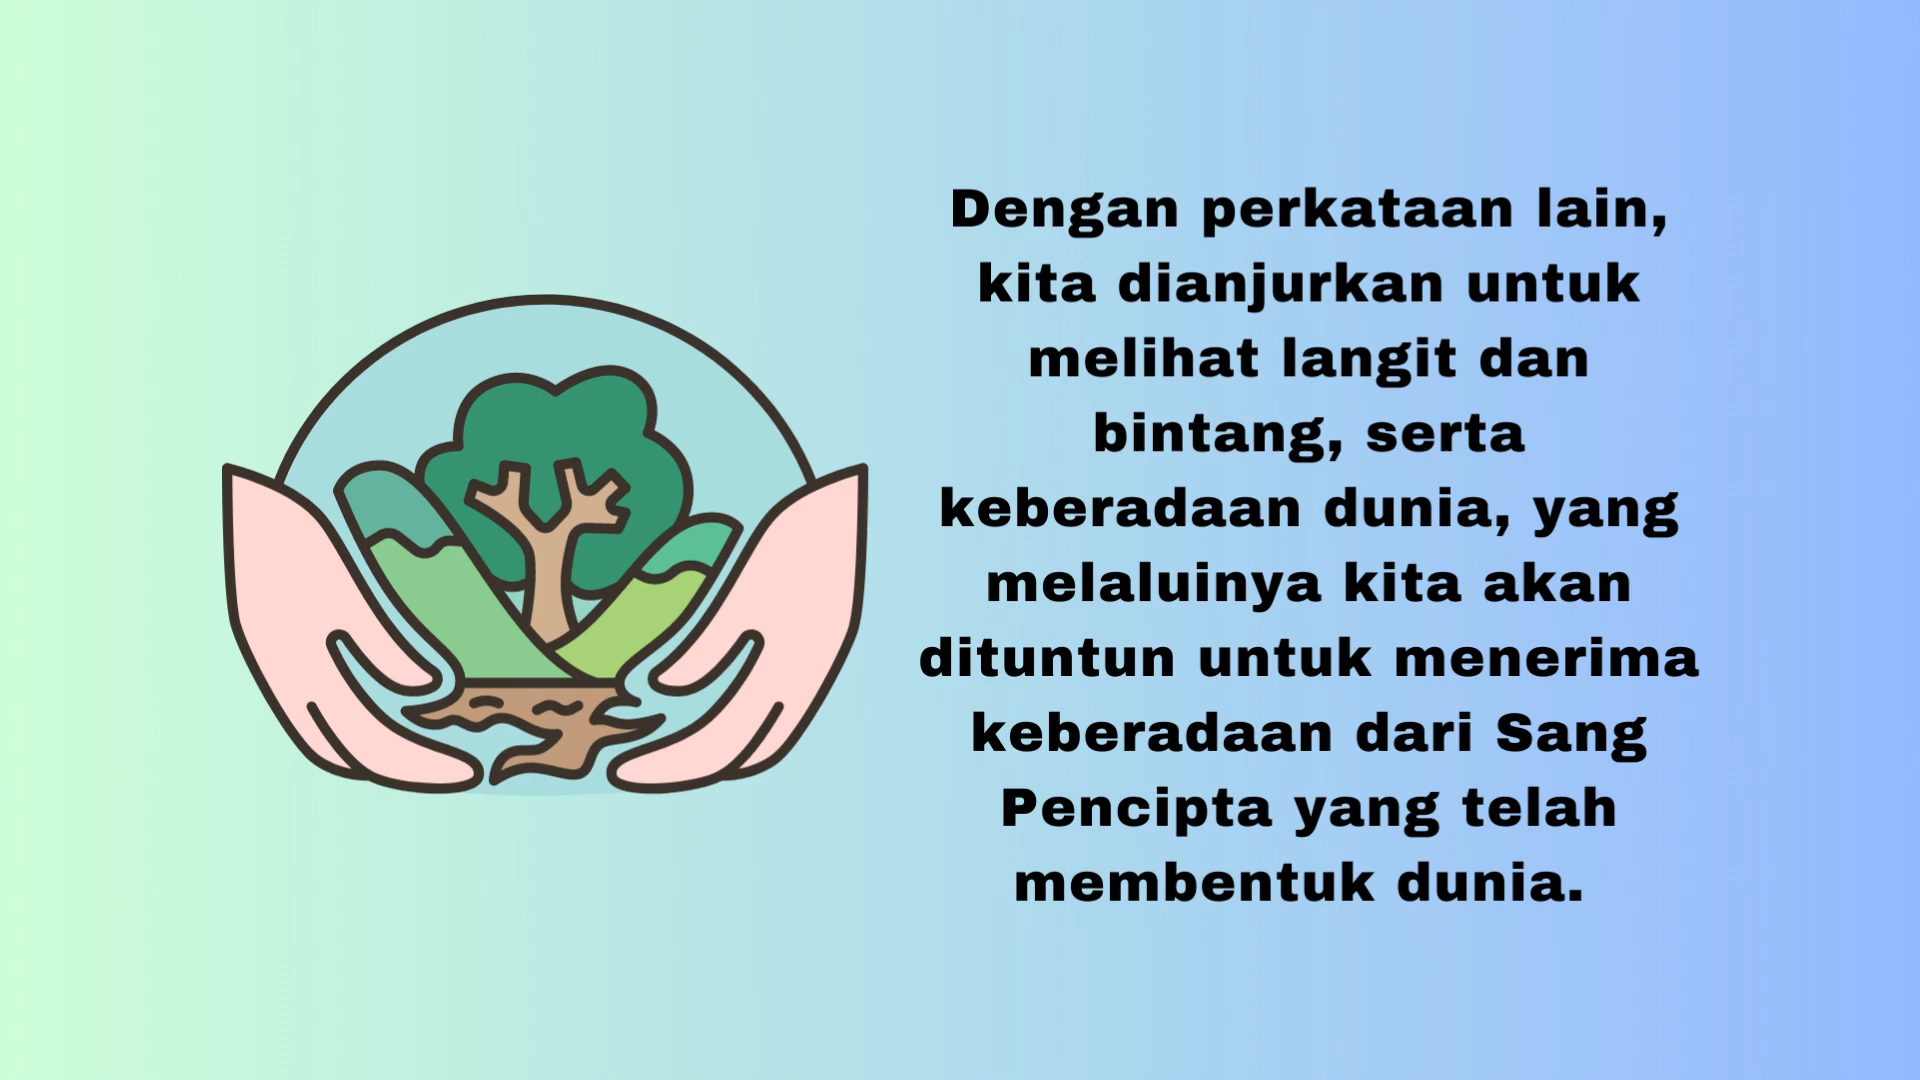 Dengan perkataan lain,
kita dianjurkan untuk
melihat langit dan
bintang, serta
keberadaan dunia, yang
melaluinya kita akan
dituntun untuk menerima
keberadaan dari Sang
Pencipta yang telah
membentuk dunia.